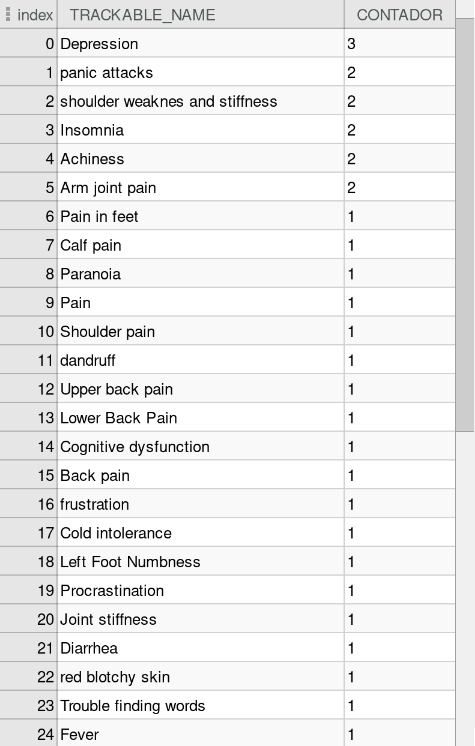 index TRACKABLE_NAME CONTADOR
0 Depression 3
1 panic attacks 2
2 shoulder weaknes and stiffness 2
3 Insomnia 2
4 Achiness 2
5 Arm joint pain 2
6 Pain in feet 1
7 Calf pain 1
8 Paranoia 1
9 Pain 1
10 Shoulder pain 1
11 dandruff 1
12 Upper back pain 1
13 Lower Back Pain 1
14 Cognitive dysfunction 1
15 Back pain 1
16 frustration 1
17 Cold intolerance 1
18 Left Foot Numbness 1
19 Procrastination 1
20 Joint stiffness 1
21 Diarrhea 1
22 red blotchy skin 1
23 Trouble finding words 1
24 Fever 1